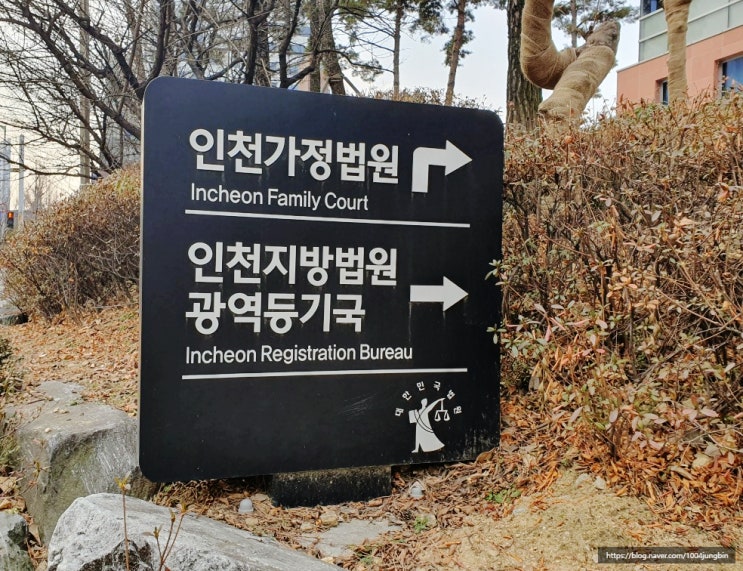 인천가정법원
Incheon Family Court
인천지방법원
광역등기국
Incheon Registration Bureau
대한민국법원
https://blog.naver.com/1004jungbin